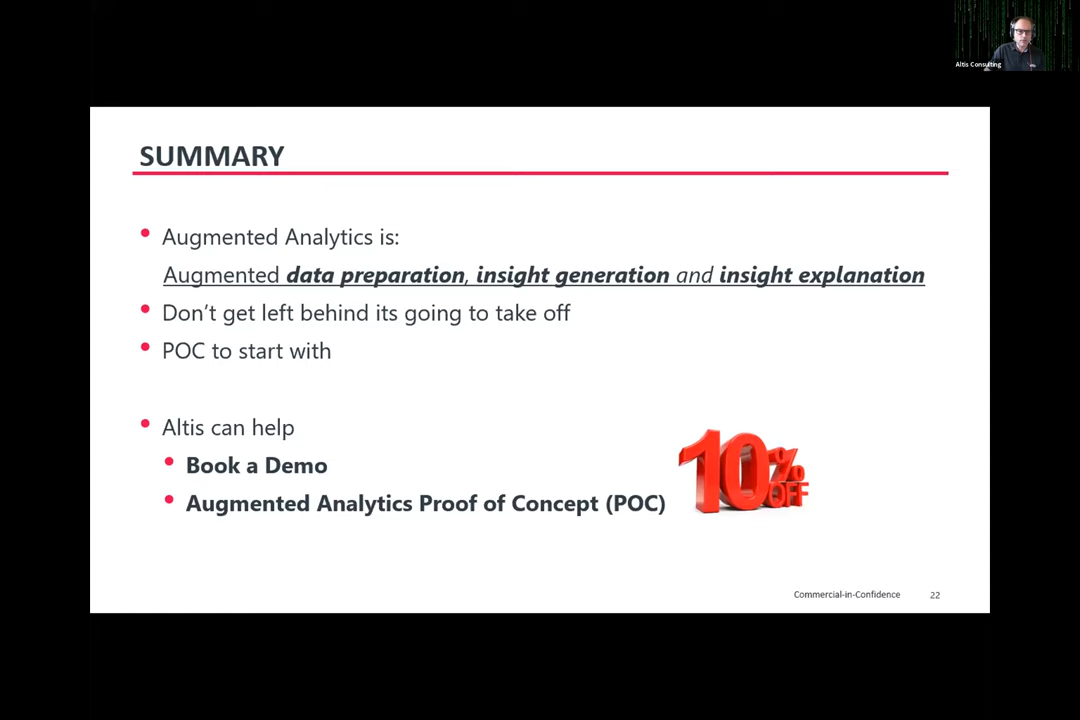 Altis Consulting
SUMMARY
Augmented Analytics is:
Augmented data preparation, insight generation and insight explanation
Don't get left behind its going to take off
POC to start with
Altis can help
Book a Demo
Augmented Analytics Proof of Concept (POC)
10% OFF
Commercial-in-Confidence 22